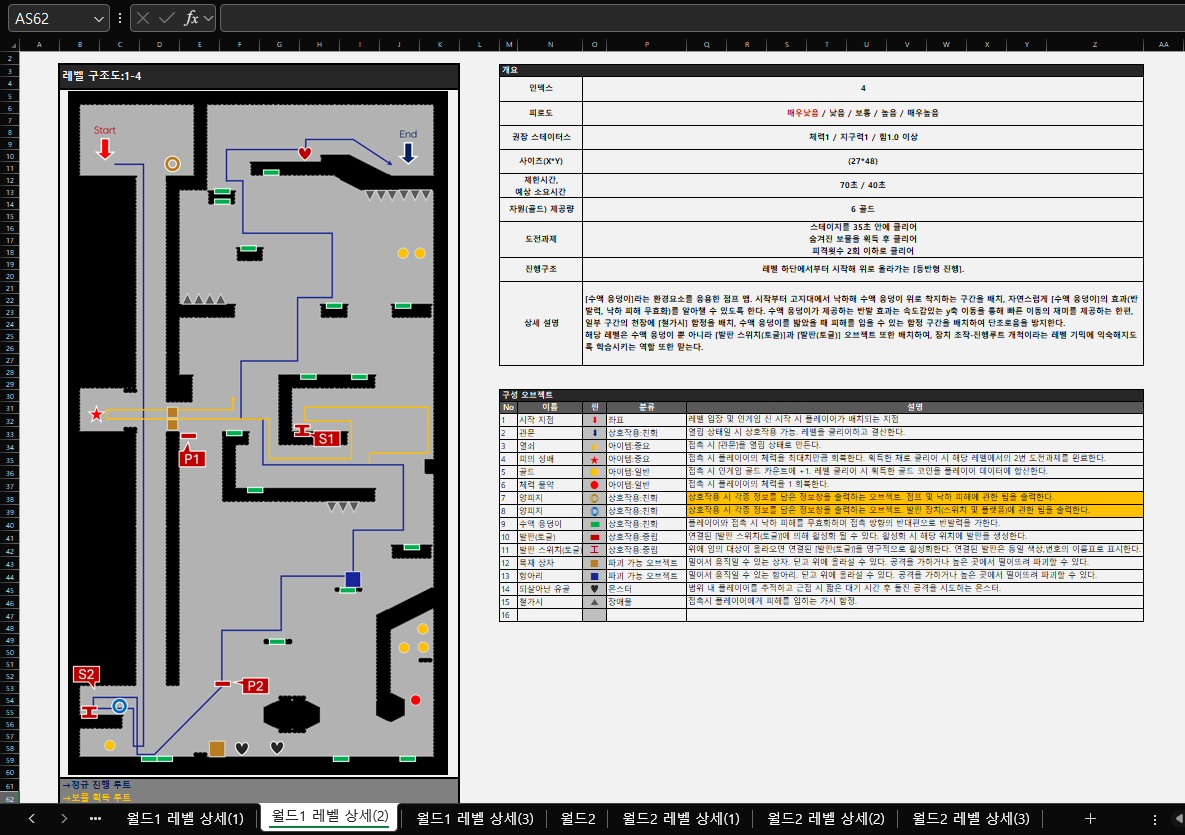 AS62
fx
A B C D E F G H I J K L M N O P Q R S T U V W X Y Z AA
레벨 구조도:1-4
Start
End
S1
P1
S2
P2
→정규 진행 루트
→보물 획득 루트
개요
인덱스 4
피로도 매우낮음 / 낮음 / 보통 / 높음 / 매우높음
권장 스테이터스 체력1 / 지구력1 / 힘1.0 이상
사이즈(X*Y) (27*48)
제한시간,
예상 소요시간 70초 / 40초
자원(골드) 제공량 6 골드
도전과제
스테이지를 35초 안에 클리어
숨겨진 보물을 획득 후 클리어
피격횟수 2회 이하로 클리어
진행구조 레벨 하단에서부터 시작해 위로 올라가는 [등반형 진행].
상세 설명
[수액 웅덩이]라는 환경요소를 응용한 점프 맵. 시작부터 고지대에서 낙하해 수액 웅덩이 위로 착지하는 구간을 배치, 자연스럽게 [수액 웅덩이]의 효과(반
발력, 낙하 피해 무효화)를 알아챌 수 있도록 한다. 수액 웅덩이가 제공하는 반발 효과는 속도감있는 y축 이동을 통해 빠른 이동의 재미를 제공하는 한편,
일부 구간의 천장에 [철가시] 함정을 배치, 수액 웅덩이를 밟았을 때 피해를 입을 수 있는 함정 구간을 배치하여 단조로움을 방지한다.
해당 레벨은 수액 웅덩이 뿐 아니라 [발판 스위치(토글)]과 [발판(토글)] 오브젝트 또한 배치하여, 장치 조작-진행루트 개척이라는 레벨 기믹에 익숙해지도
록 학습시키는 역할 또한 맡는다.
구성 오브젝트
No 이름 핀 분류 설명
1 시작 지점 좌표 레벨 입장 및 인게임 씬 시작 시 플레이어가 배치되는 지점
2 관문 상호작용:친화 열림 상태일 시 상호작용 가능. 레벨을 클리어하고 결산한다.
3 열쇠 아이템-중요 접촉 시 [관문]을 열림 상태로 만든다.
4 피의 성배 아이템-중요 접촉 시 플레이어의 체력을 최대치만큼 회복한다. 획득한 채로 클리어 시 해당 레벨에서의 2번 도전과제를 완료한다.
5 골드 아이템-일반 접촉 시 인게임 골드 카운트에 +1. 레벨 클리어 시 획득한 골드 코인을 플레이어 데이터에 합산한다.
6 체력 물약 아이템-일반 접촉 시 플레이어의 체력을 1 회복한다.
7 양피지 상호작용:친화 상호작용 시 각종 정보를 담은 정보창을 출력하는 오브젝트. 점프 및 낙하 피해에 관한 팁을 출력한다.
8 양피지 상호작용:친화 상호작용 시 각종 정보를 담은 정보창을 출력하는 오브젝트. 발판 장치(스위치 및 플랫폼)에 관한 팁을 출력한다.
9 수액 웅덩이 상호작용:친화 플레이어와 접촉 시 낙하 피해를 무효화하며 접촉 방향의 반대편으로 반발력을 가한다.
10 발판(토글) 상호작용:중립 연결된 [발판 스위치(토글)]에 의해 활성화 될 수 있다. 활성화 시 해당 위치에 발판을 생성한다.
11 발판 스위치(토글) 상호작용:중립 위에 임의 대상이 올라오면 연결된 [발판(토글)]을 영구적으로 활성화한다. 연결된 발판은 동일 색상,번호의 이름표로 표시한다.
12 목재 상자 파괴 가능 오브젝트 밀어서 움직일 수 있는 상자. 딛고 위에 올라설 수 있다. 공격을 가하거나 높은 곳에서 떨어뜨려 파괴할 수 있다.
13 항아리 파괴 가능 오브젝트 밀어서 움직일 수 있는 항아리. 딛고 위에 올라설 수 있다. 공격을 가하거나 높은 곳에서 떨어뜨려 파괴할 수 있다.
14 되살아난 유골 몬스터 범위 내 플레이어를 추적하고 근접 시 짧은 대기 시간 후 돌진 공격을 시도하는 몬스터.
15 철가시 장애물 접촉시 플레이어에게 피해를 입히는 가시 함정.
16
월드1 레벨 상세(1) 월드1 레벨 상세(2) 월드1 레벨 상세(3) 월드2 월드2 레벨 상세(1) 월드2 레벨 상세(2) 월드2 레벨 상세(3)